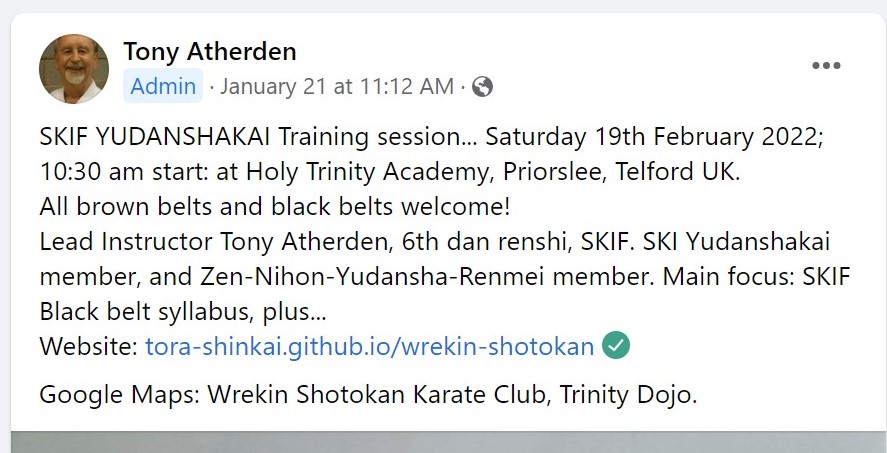 Tony Atherden
Admin · January 21 at 11:12 AM ·
SKIF YUDANSHAKAI Training session... Saturday 19th February 2022;
10:30 am start: at Holy Trinity Academy, Priorslee, Telford UK.
All brown belts and black belts welcome!
Lead Instructor Tony Atherden, 6th dan renshi, SKIF. SKI Yudanshakai
member, and Zen-Nihon-Yudansha-Renmei member. Main focus: SKIF
Black belt syllabus, plus...
Website: tora-shinkai.github.io/wrekin-shotokan
Google Maps: Wrekin Shotokan Karate Club, Trinity Dojo.